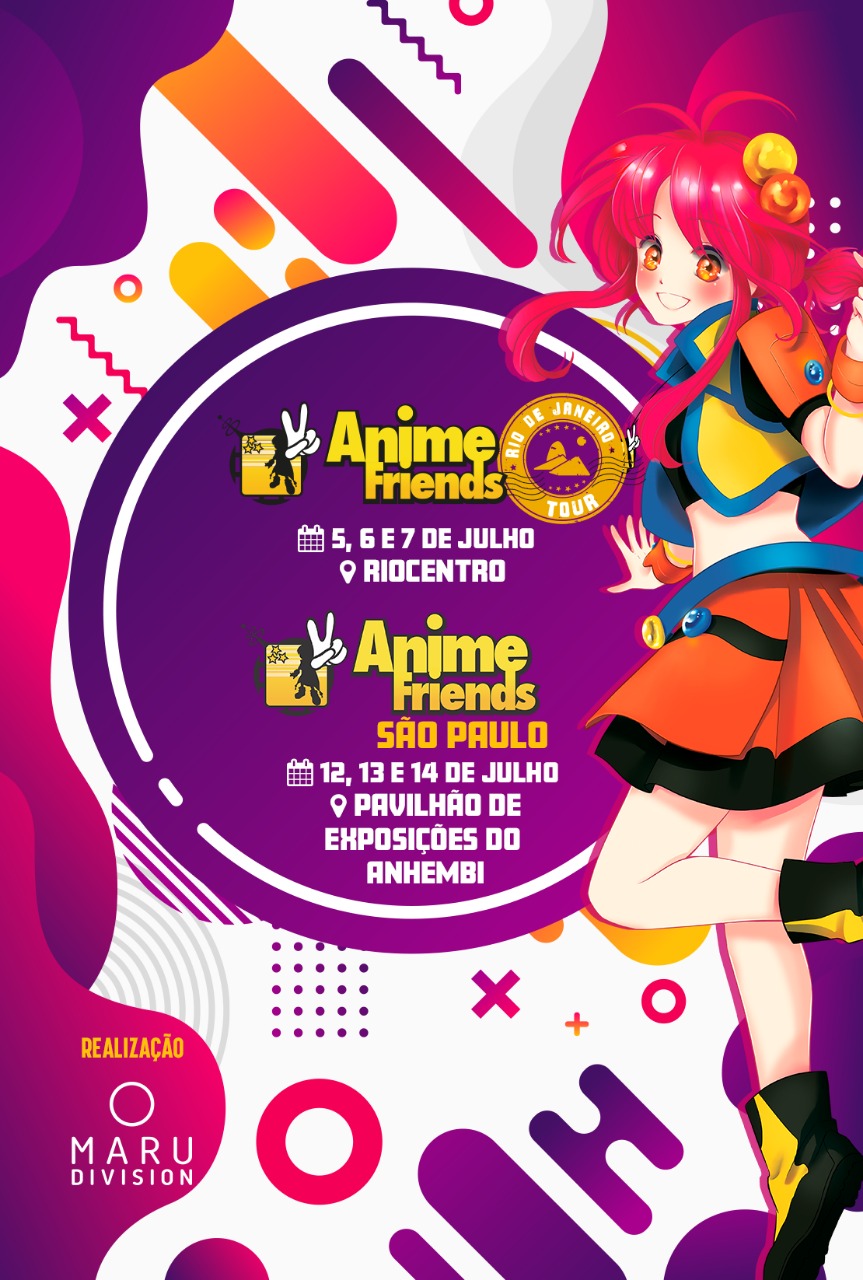 Anime
Friends
RIO DE JANEIRO
TOUR
5, 6 E 7 DE JULHO
RIOCENTRO
Anime
Friends
SÃO PAULO
12, 13 E 14 DE JULHO
PAVILHÃO DE
EXPOSIÇÕES DO
ANHEMBI
REALIZAÇÃO
MARU
DIVISION